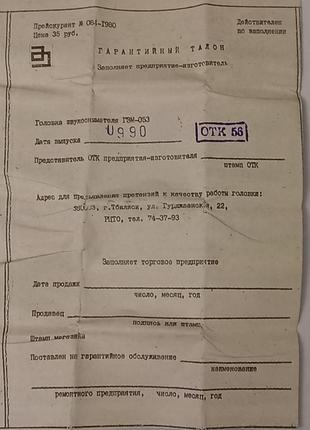 Прейскурант № 084-1980
Цена 35 руб.
Действителен
по заполнении
ГАРАНТИЙНЫЙ ТАЛОН
Заполняет предприятие-изготовитель
Головка звукоснимателя ГЗМ-053
Дата выпуска 0990
ОТК 56
Представитель ОТК предприятия-изготовителя
штамп ОТК
Адрес для предъявления претензий к качеству работы головки:
г.Тбилиси, ул. Гурджаанская, 22,
РИТО, тел. 74-37-93
Заполняет торговое предприятие
Дата продажи
число, месяц, год
Продавец
подпись или штамп
Штамп магазина
Поставлен на гарантийное обслуживание
наименование
ремонтного предприятия, число, месяц, год